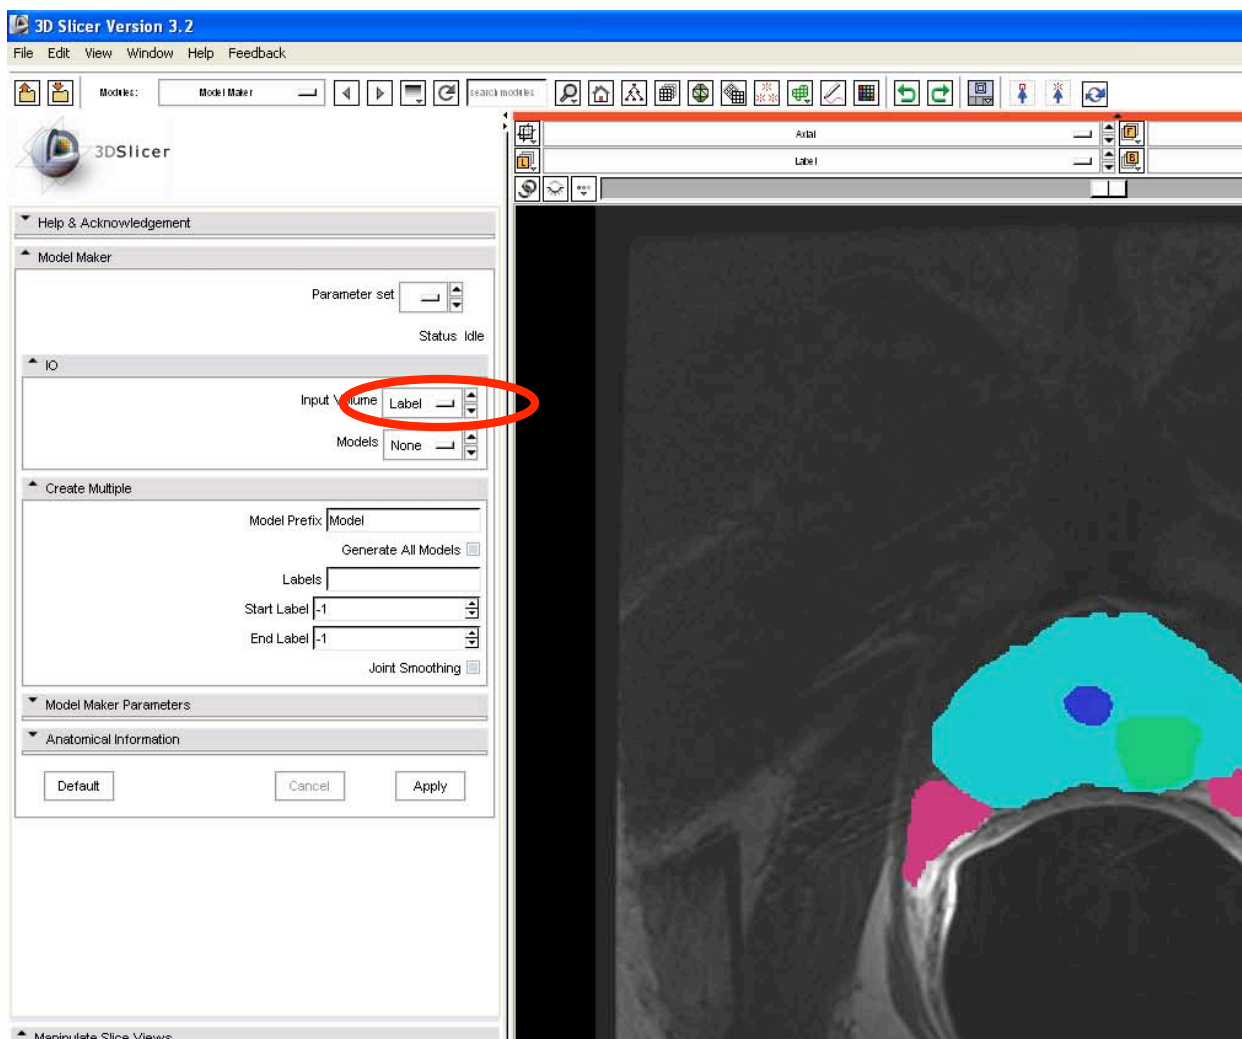 3D Slicer Version 3.2
File Edit View Window Help Feedback
Modules: Model Maker search modules
3DSlicer
Axial
F
L
Label
B
Help & Acknowledgement
Model Maker
Parameter set
Status Idle
IO
Input Volume Label
Models None
Create Multiple
Model Prefix Model
Generate All Models
Labels
Start Label -1
End Label -1
Joint Smoothing
Model Maker Parameters
Anatomical Information
Default Cancel Apply
Manipulate Slice Views